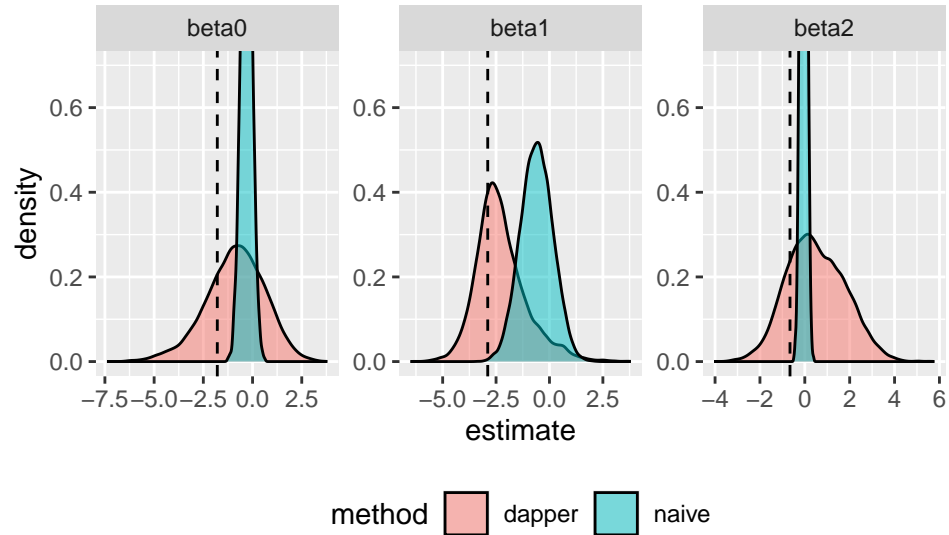 beta0 beta1 beta2
density
0.6 0.6 0.6
0.4 0.4 0.4
0.2 0.2 0.2
0.0 0.0 0.0
−7.5 −5.0 −2.5 0.0 2.5 −5.0 −2.5 0.0 2.5 −4 −2 0 2 4 6
estimate
method dapper naive